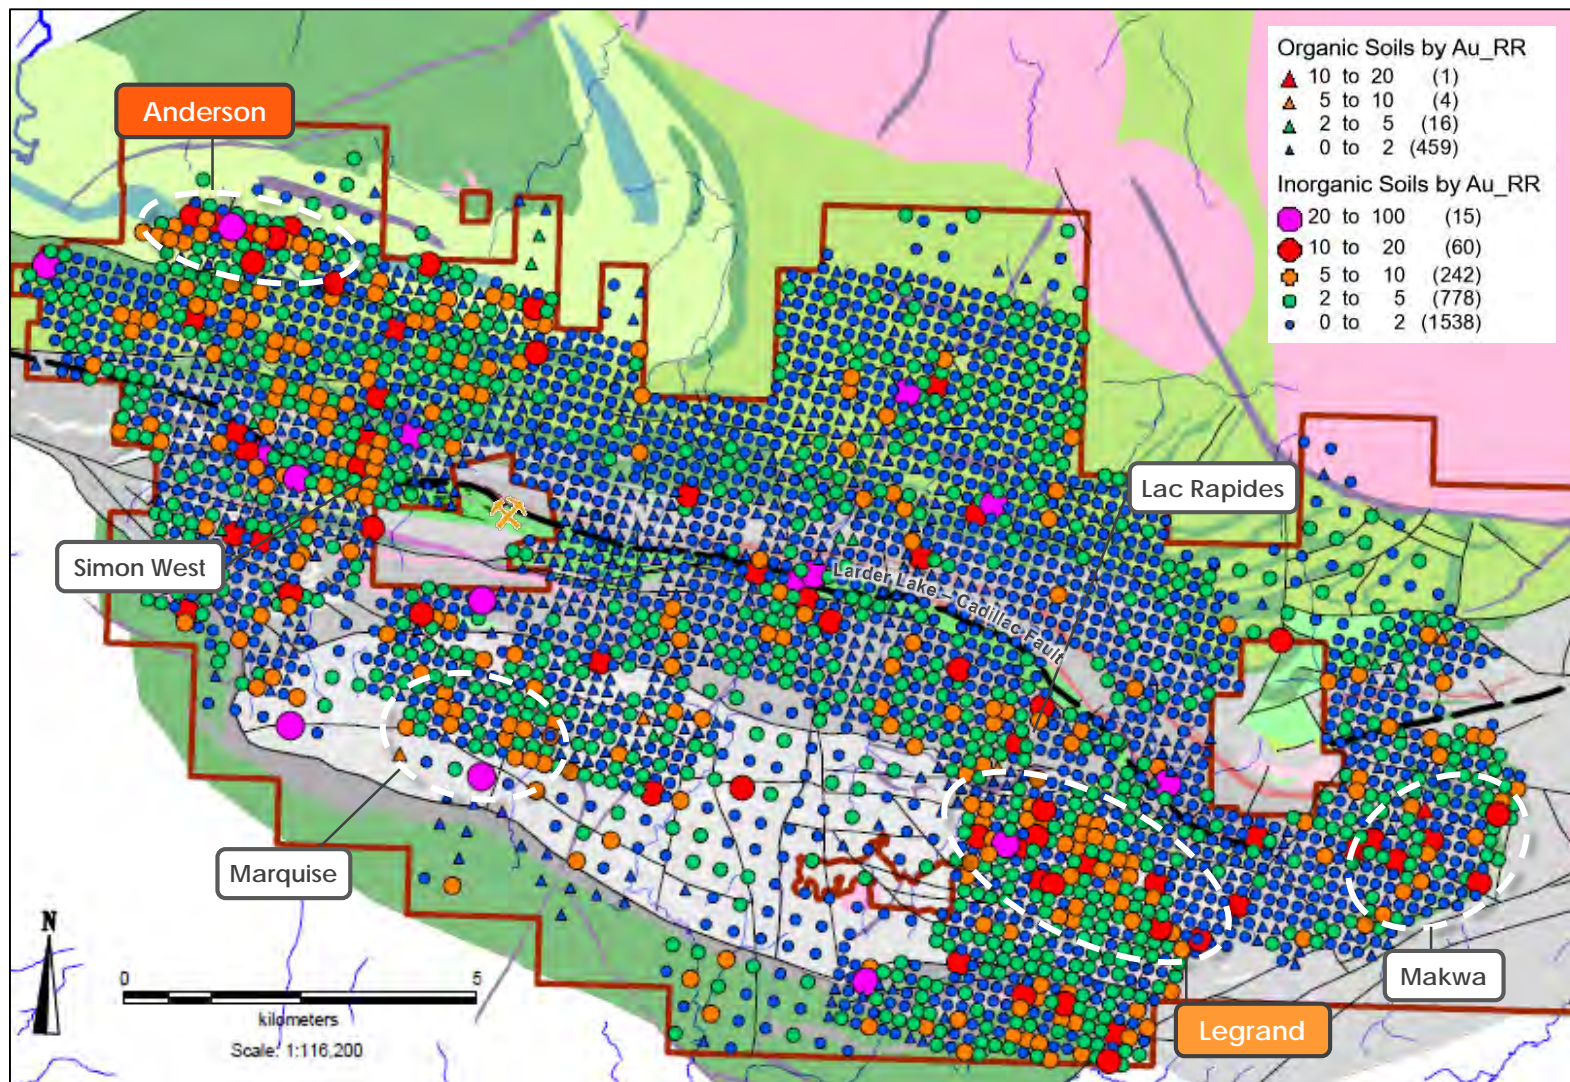 Organic Soils by Au_RR
10 to 20 (1)
5 to 10 (4)
2 to 5 (16)
0 to 2 (459)
Inorganic Soils by Au_RR
20 to 100 (15)
10 to 20 (60)
5 to 10 (242)
2 to 5 (778)
0 to 2 (1538)
Anderson
Lac Rapides
Simon West
Larder Lake – Cadillac Fault
Marquise
Makwa
Legrand
N
0 5
kilometers
Scale: 1:116,200